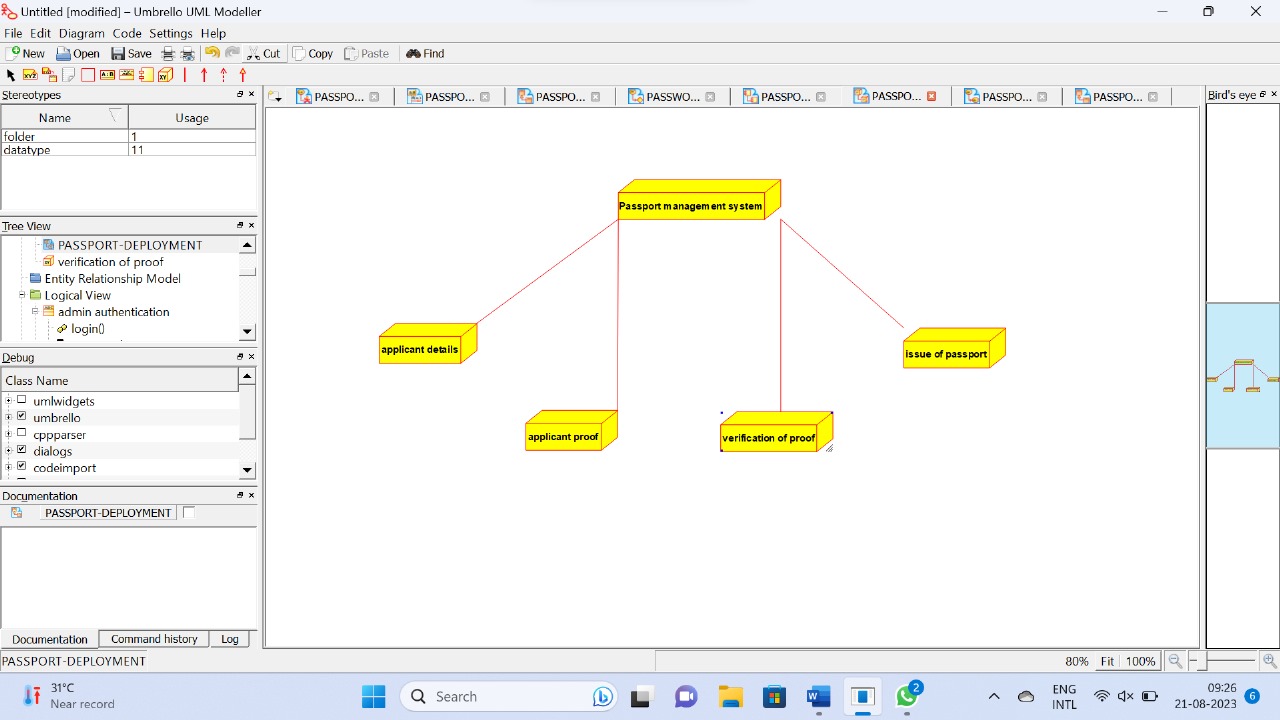 Untitled [modified] – Umbrello UML Modeller
File Edit Diagram Code Settings Help
New Open Save Cut Copy Paste Find
Stereotypes
PASSPO... PASSPO... PASSPO... PASSWO... PASSPO... PASSPO... PASSPO... PASSPO...
Bird's eye
Name Usage
folder 1
datatype 11
Tree View
PASSPORT-DEPLOYMENT
verification of proof
Entity Relationship Model
Logical View
admin authentication
login()
Debug
Class Name
umlwidgets
umbrello
cppparser
dialogs
codeimport
Documentation
PASSPORT-DEPLOYMENT
Documentation Command history Log
Passport management system
applicant details
issue of passport
applicant proof
verification of proof
PASSPORT-DEPLOYMENT
80% Fit 100%
31°C
Near record
Search
2
ENG
INTL
09:26
21-08-2023
6